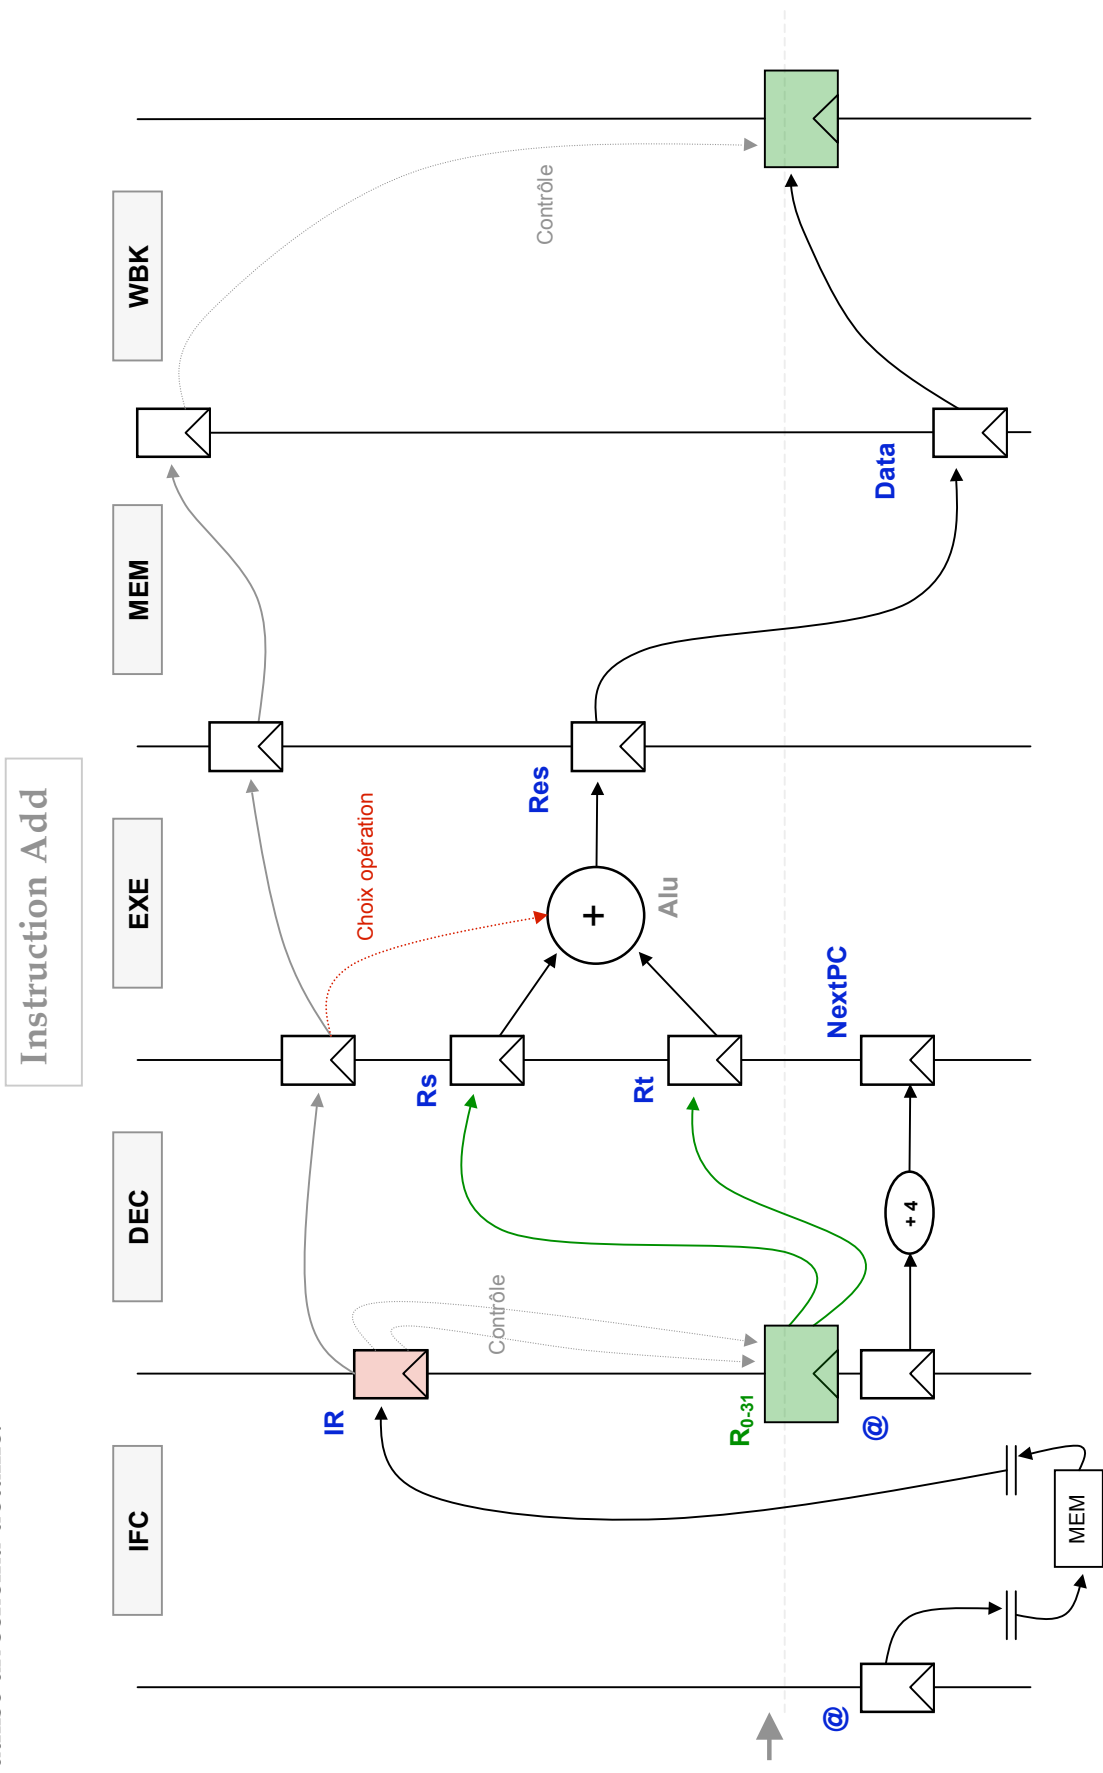 Instruction Add
IFC
DEC
EXE
MEM
WBK
IR
Contrôle
Choix opération
Contrôle
Rs
Res
+
Alu
Rt
R0-31
Data
@
@
+ 4
NextPC
MEM